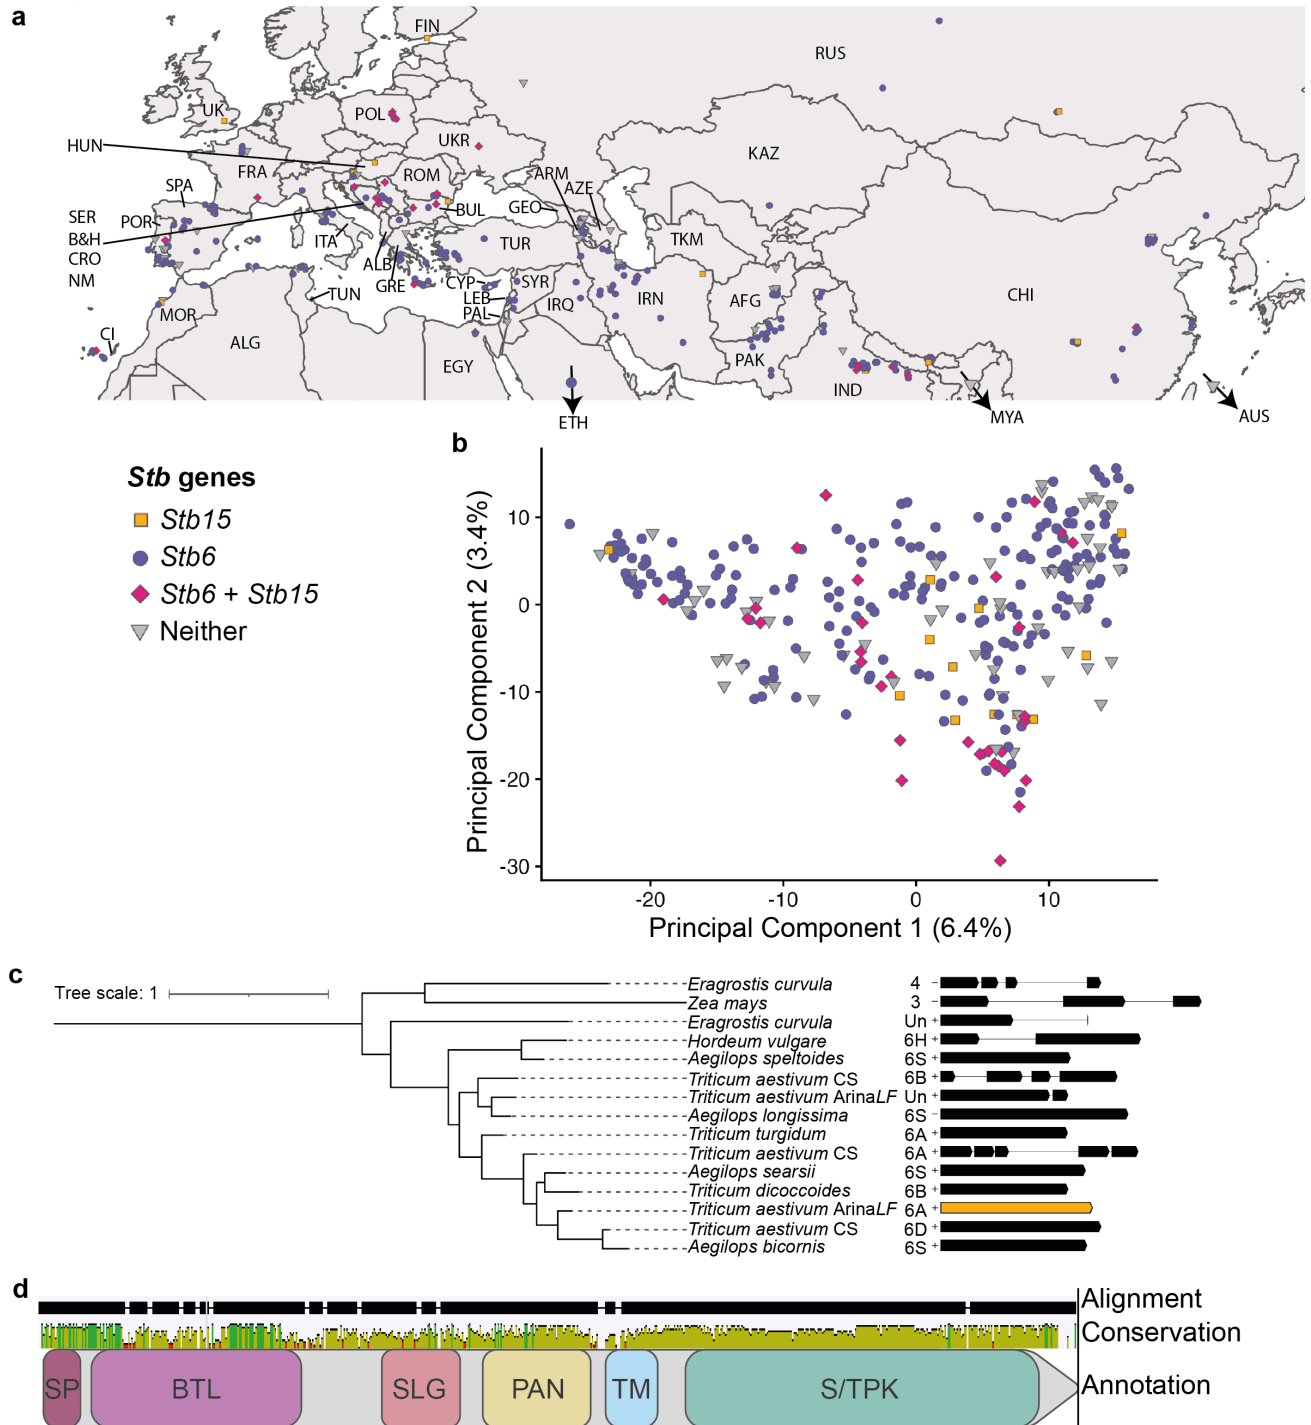 a
FIN
RUS
UK
POL
HUN
UKR
KAZ
FRA
ROM
ARM
AZE
SPA
SER
POR
BUL
GEO
B&H
ITA
TUR
TKM
CRO
ALB
CYP
SYR
NM
GRE
LEB
IRQ
IRN
AFG
CHI
TUN
PAL
MOR
CI
ALG
EGY
PAK
IND
ETH
MYA
AUS
b
Stb genes
Stb15
Stb6
Stb6 + Stb15
Neither
Principal Component 2 (3.4%)
10
0
-10
-20
-30
-20
-10
0
10
Principal Component 1 (6.4%)
c
Tree scale: 1
Eragrostis curvula 4 -
Zea mays 3 -
Eragrostis curvula Un +
Hordeum vulgare 6H +
Aegilops speltoides 6S +
Triticum aestivum CS 6B +
Triticum aestivum ArinaLF Un +
Aegilops longissima 6S -
Triticum turgidum 6A +
Triticum aestivum CS 6A +
Aegilops searsii 6S +
Triticum dicoccoides 6B +
Triticum aestivum ArinaLF 6A +
Triticum aestivum CS 6D +
Aegilops bicornis 6S +
d
Alignment
Conservation
SP
BTL
SLG
PAN
TM
S/TPK
Annotation